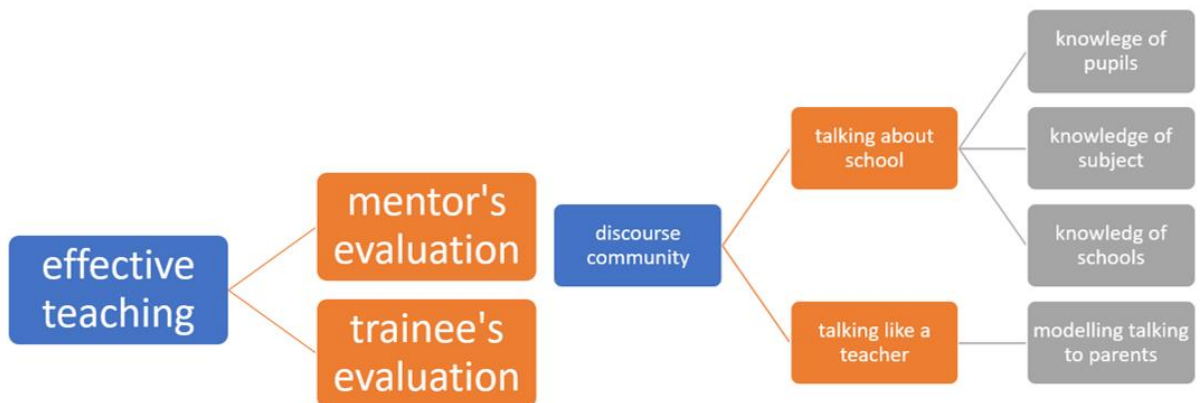 effective
teaching
mentor's
evaluation
trainee's
evaluation
discourse
community
talking about
school
knowlege of
pupils
knowledge of
subject
knowledg of
schools
talking like a
teacher
modelling talking
to parents